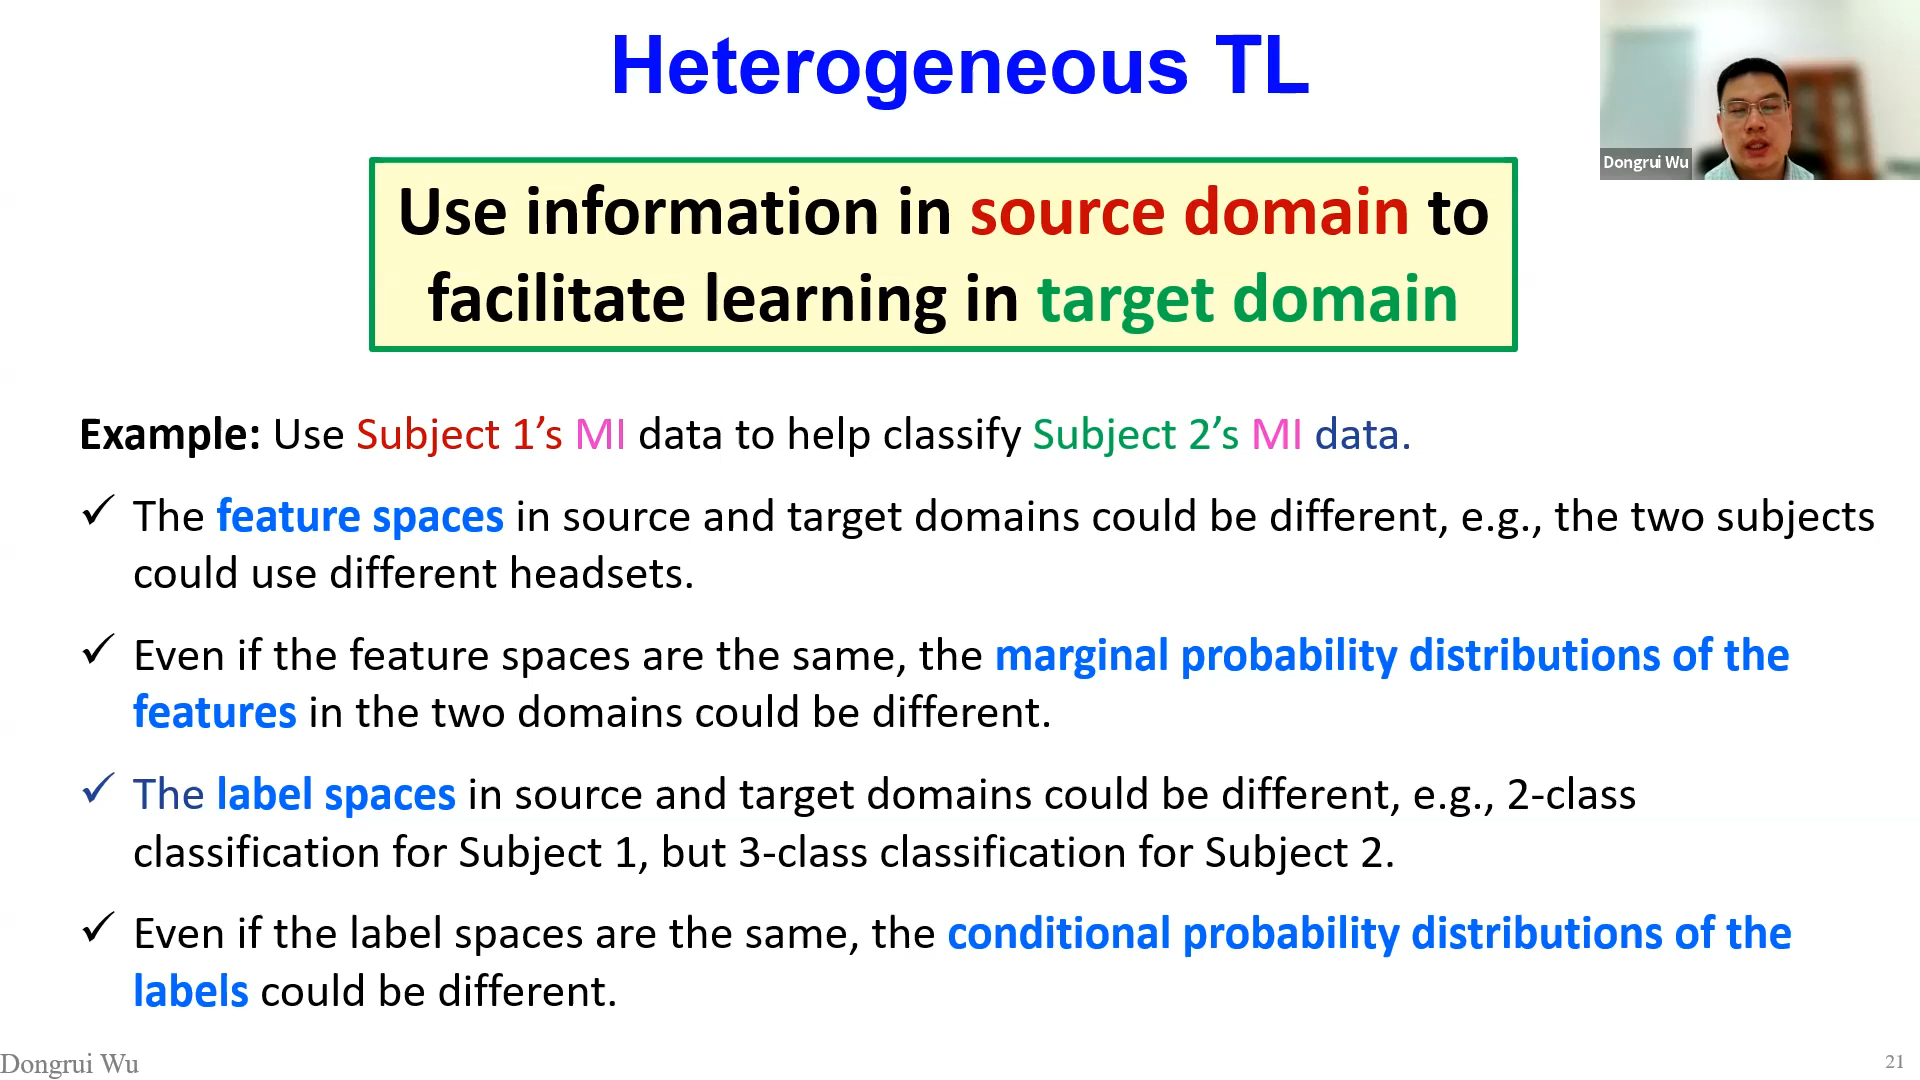 Heterogeneous TL
Dongrui Wu
Use information in source domain to
facilitate learning in target domain
Example: Use Subject 1’s MI data to help classify Subject 2’s MI data.
✓ The feature spaces in source and target domains could be different, e.g., the two subjects
could use different headsets.
✓ Even if the feature spaces are the same, the marginal probability distributions of the
features in the two domains could be different.
✓ The label spaces in source and target domains could be different, e.g., 2-class
classification for Subject 1, but 3-class classification for Subject 2.
✓ Even if the label spaces are the same, the conditional probability distributions of the
labels could be different.
Dongrui Wu
21